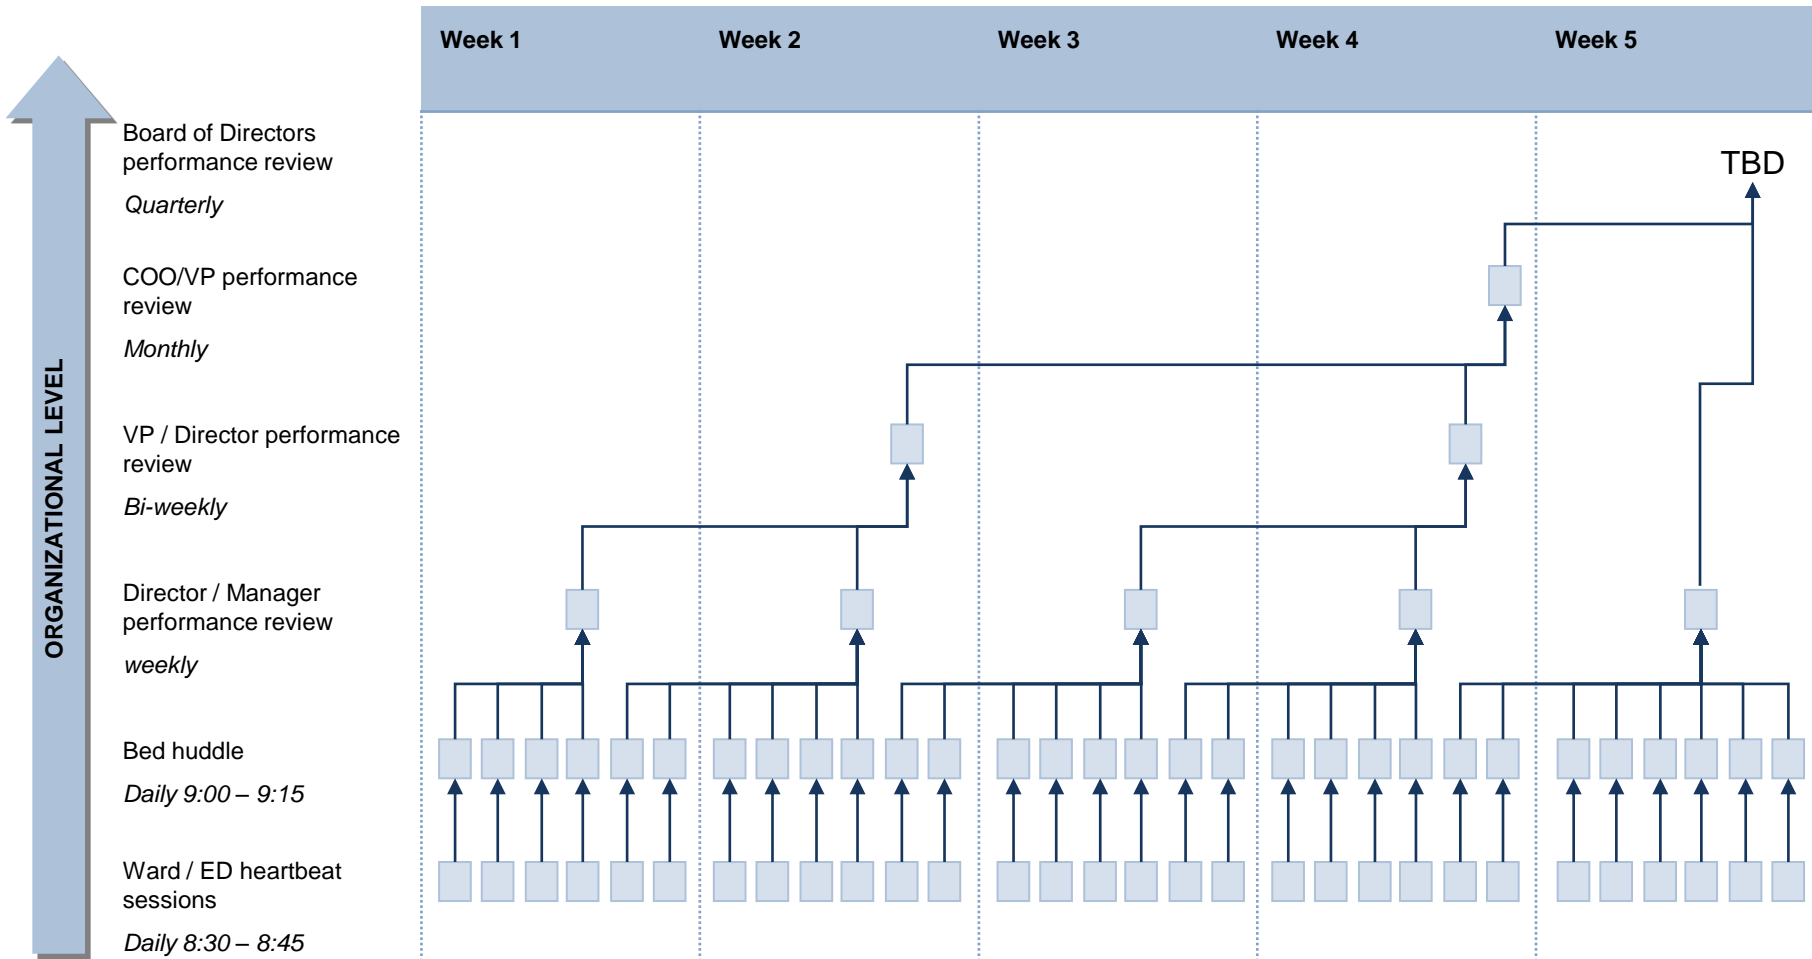 Week 1
Week 2
Week 3
Week 4
Week 5
ORGANIZATIONAL LEVEL
Board of Directors
performance review
Quarterly
TBD
COO/VP performance
review
Monthly
VP / Director performance
review
Bi-weekly
Director / Manager
performance review
weekly
Bed huddle
Daily 9:00 – 9:15
Ward / ED heartbeat
sessions
Daily 8:30 – 8:45